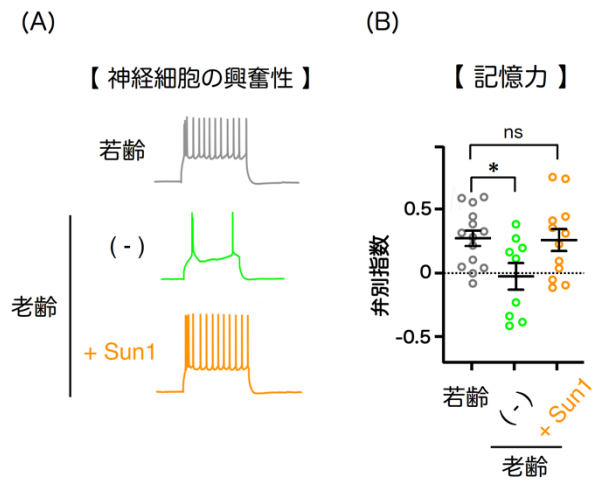 (A)
【 神経細胞の興奮性 】
若齢
(-)
老齢
+ Sun1
(B)
【 記憶力 】
ns
*
弁別指数
0.5
0
-0.5
若齢
(-)
+ Sun1
老齢